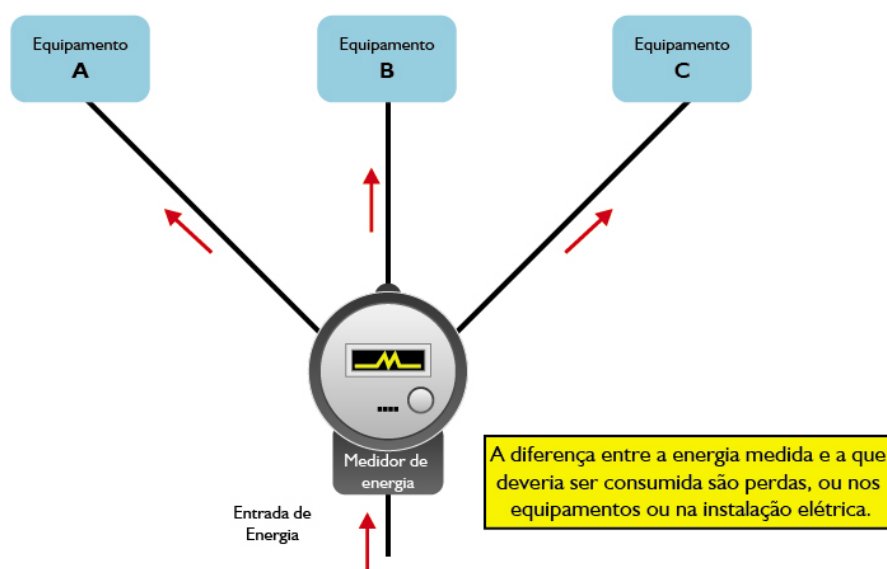 Equipamento
A
Equipamento
B
Equipamento
C
Medidor de
energia
Entrada de
Energia
A diferença entre a energia medida e a que
deveria ser consumida são perdas, ou nos
equipamentos ou na instalação elétrica.